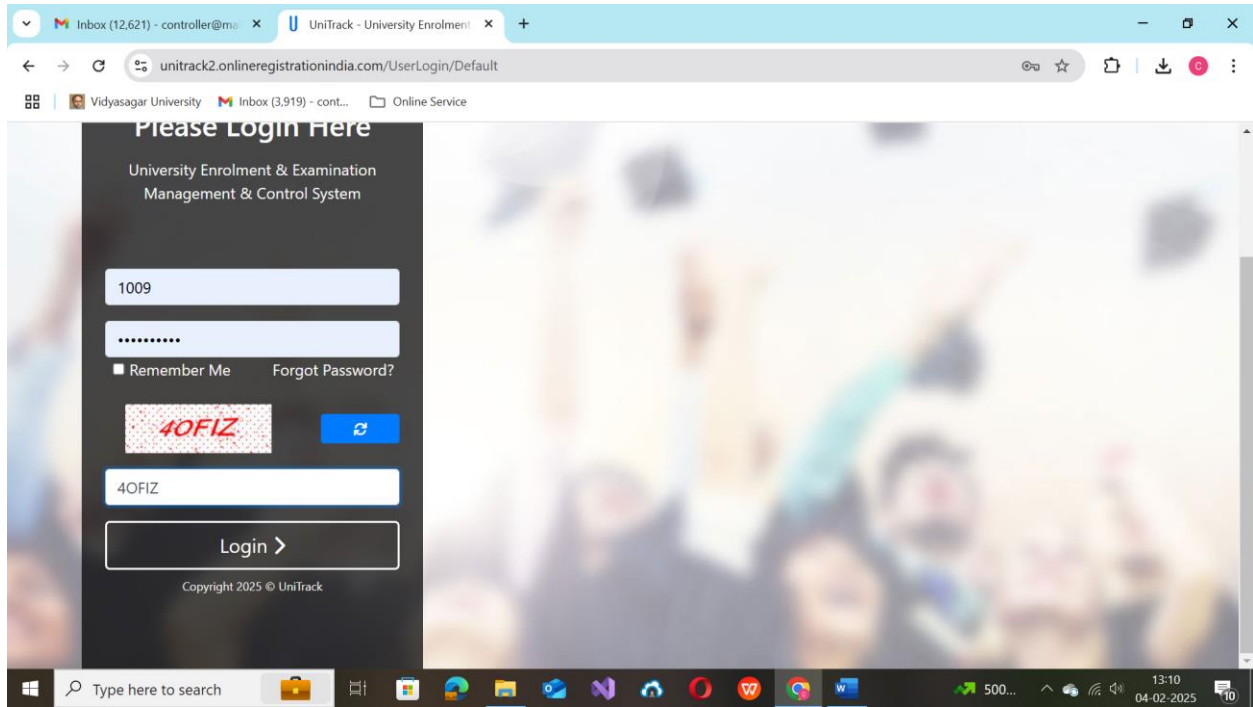 Inbox (12,621) - controller@ma
UniTrack - University Enrolment
unitrack2.onlineregistrationindia.com/UserLogin/Default
C
Vidyasagar University
Inbox (3,919) - cont...
Online Service
Please Login Here
University Enrolment & Examination
Management & Control System
1009
Remember Me Forgot Password?
4OFIZ
4OFIZ
Login
Copyright 2025 © UniTrack
Type here to search
500...
13:10
04-02-2025
10